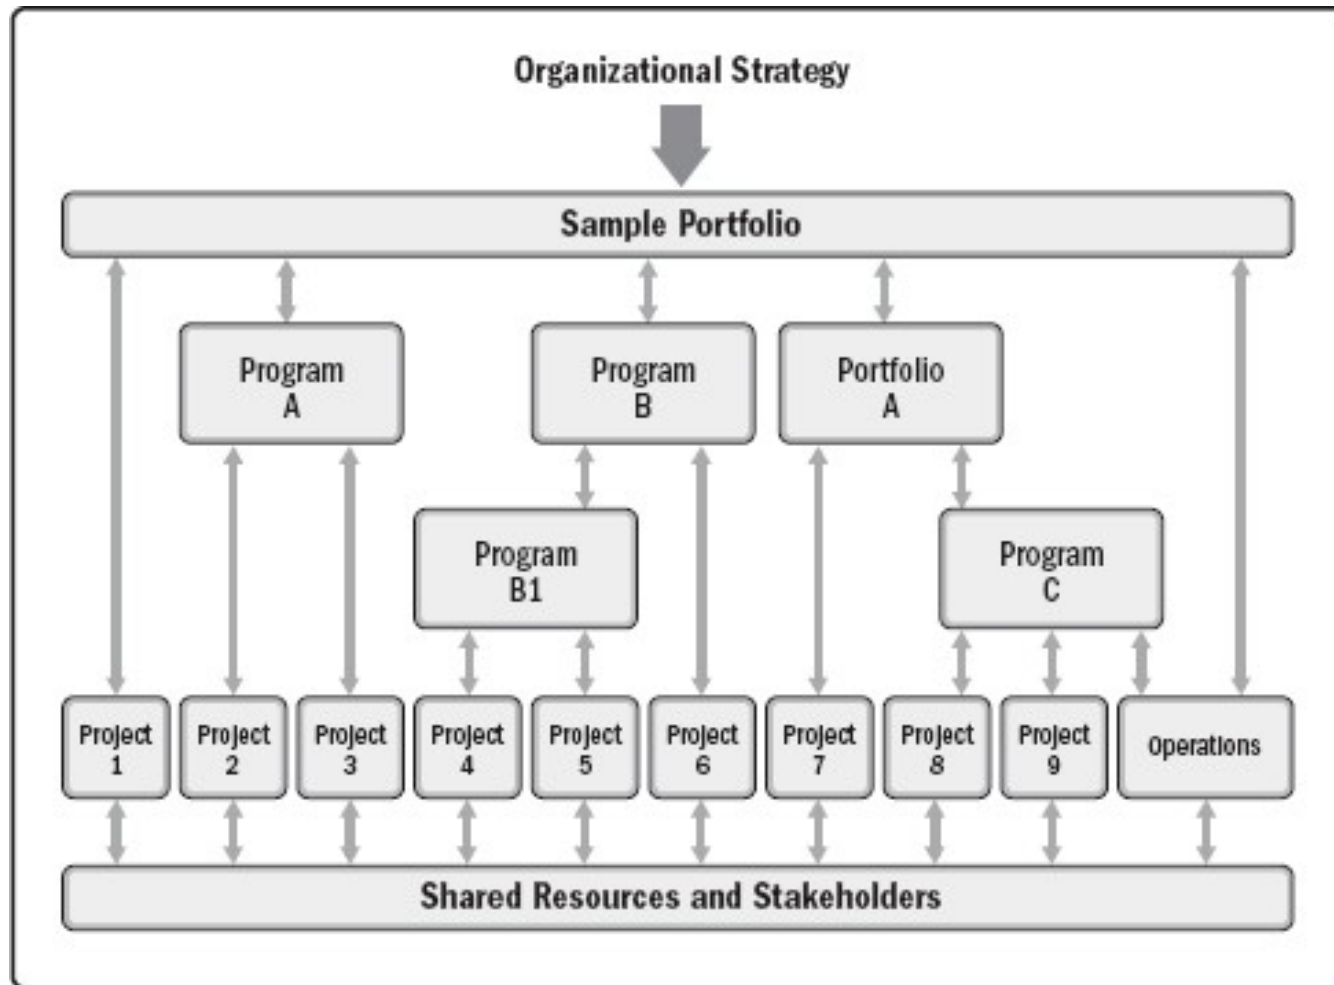 Organizational Strategy
Sample Portfolio
Program
A
Program
B
Portfolio
A
Program
B1
Program
C
Project
1
Project
2
Project
3
Project
4
Project
5
Project
6
Project
7
Project
8
Project
9
Operations
Shared Resources and Stakeholders